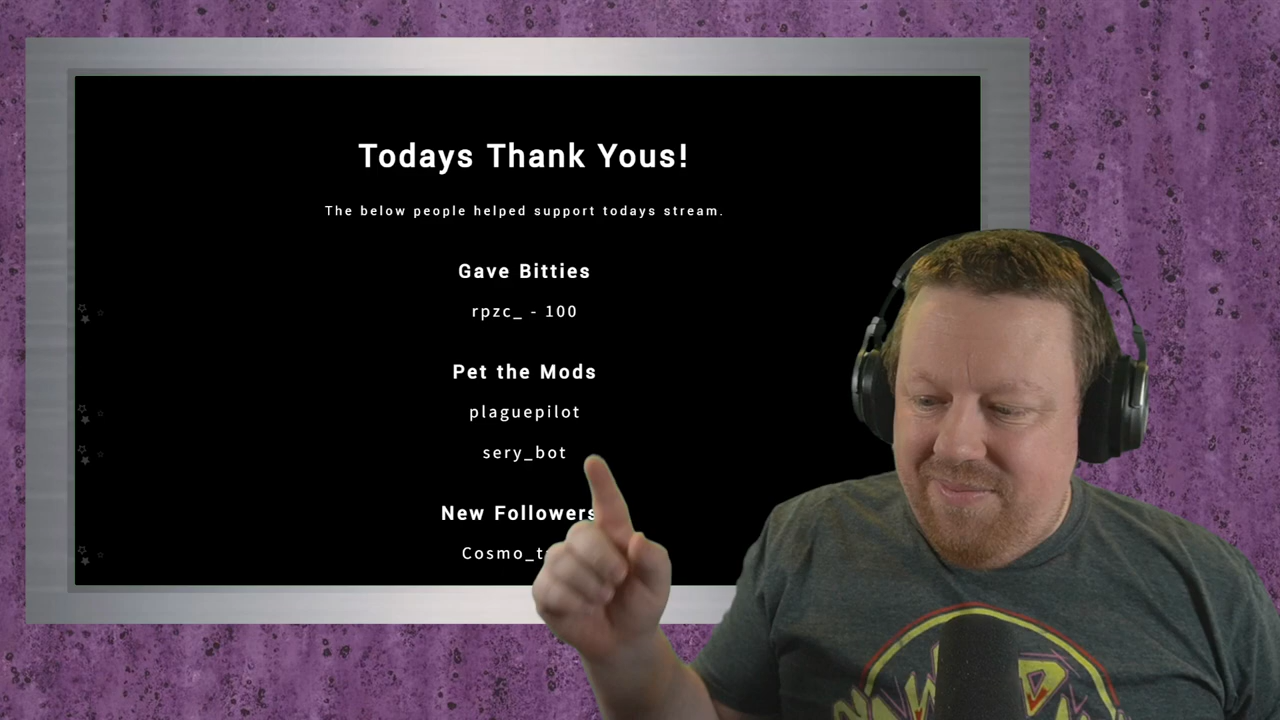 Todays Thank Yous!
The below people helped support todays stream.
Gave Bitties
rpzc_ - 100
Pet the Mods
plaguepilot
sery_bot
New Followers